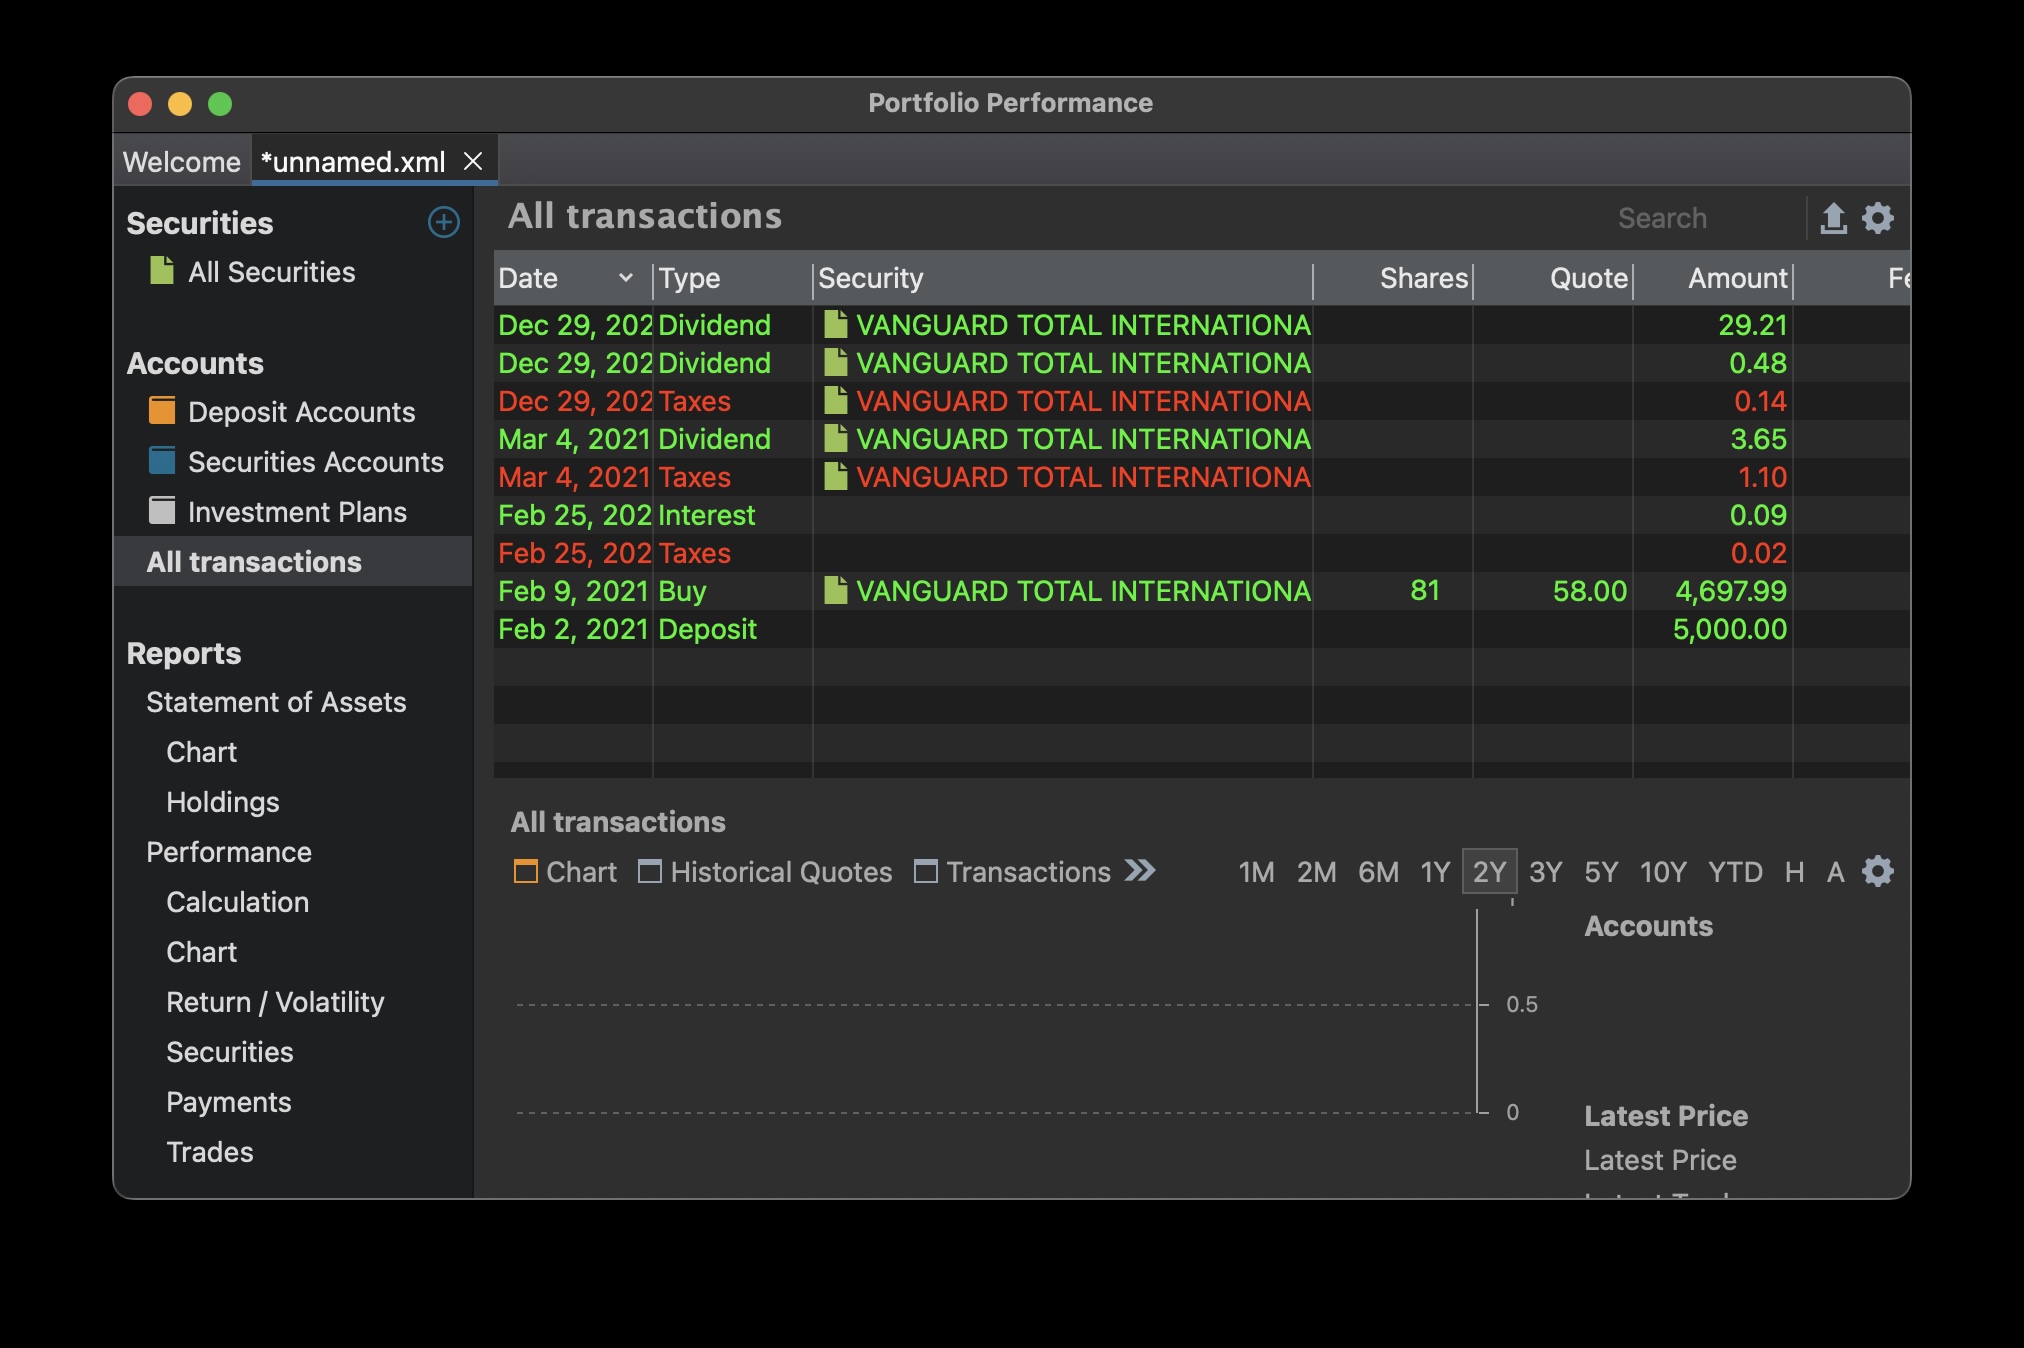 Portfolio Performance
Welcome *unnamed.xml
Securities
All Securities
Accounts
Deposit Accounts
Securities Accounts
Investment Plans
All transactions
Reports
Statement of Assets
Chart
Holdings
Performance
Calculation
Chart
Return / Volatility
Securities
Payments
Trades
All transactions Search
Date Type Security Shares Quote Amount Fe
Dec 29, 202 Dividend VANGUARD TOTAL INTERNATIONA 29.21
Dec 29, 202 Dividend VANGUARD TOTAL INTERNATIONA 0.48
Dec 29, 202 Taxes VANGUARD TOTAL INTERNATIONA 0.14
Mar 4, 2021 Dividend VANGUARD TOTAL INTERNATIONA 3.65
Mar 4, 2021 Taxes VANGUARD TOTAL INTERNATIONA 1.10
Feb 25, 202 Interest 0.09
Feb 25, 202 Taxes 0.02
Feb 9, 2021 Buy VANGUARD TOTAL INTERNATIONA 81 58.00 4,697.99
Feb 2, 2021 Deposit 5,000.00
All transactions
Chart Historical Quotes Transactions 1M 2M 6M 1Y 2Y 3Y 5Y 10Y YTD H A
0.5
0
Accounts
Latest Price
Latest Price